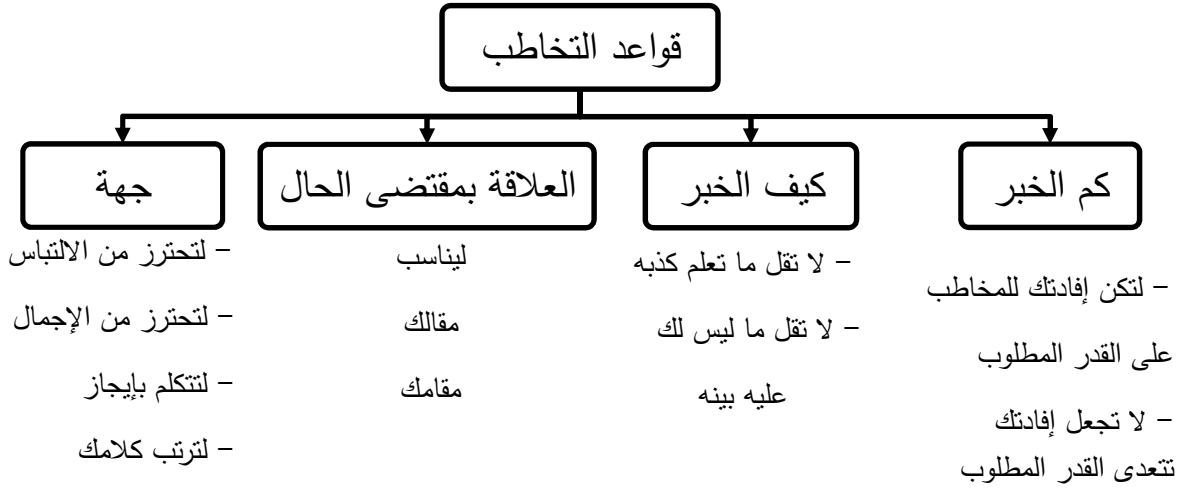 قواعد التخاطب
كم الخبر
- لتكن إفادتك للمخاطب
على القدر المطلوب
- لا تجعل إفادتك
تتعدى القدر المطلوب
كيف الخبر
- لا تقل ما تعلم كذبه
- لا تقل ما ليس لك
عليه بينه
العلاقة بمقتضى الحال
ليناسب
مقالك
مقامك
جهة
- لتحترز من الالتباس
- لتحترز من الإجمال
- لتتكلم بإيجاز
- لترتب كلامك